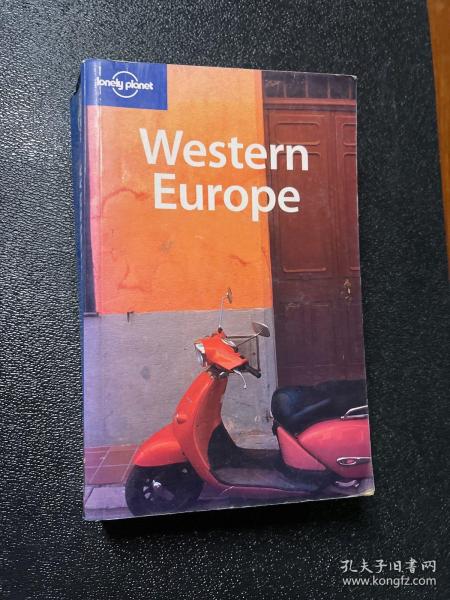 lonely planet
Western
Europe
孔夫子旧书网
www.kongfz.com